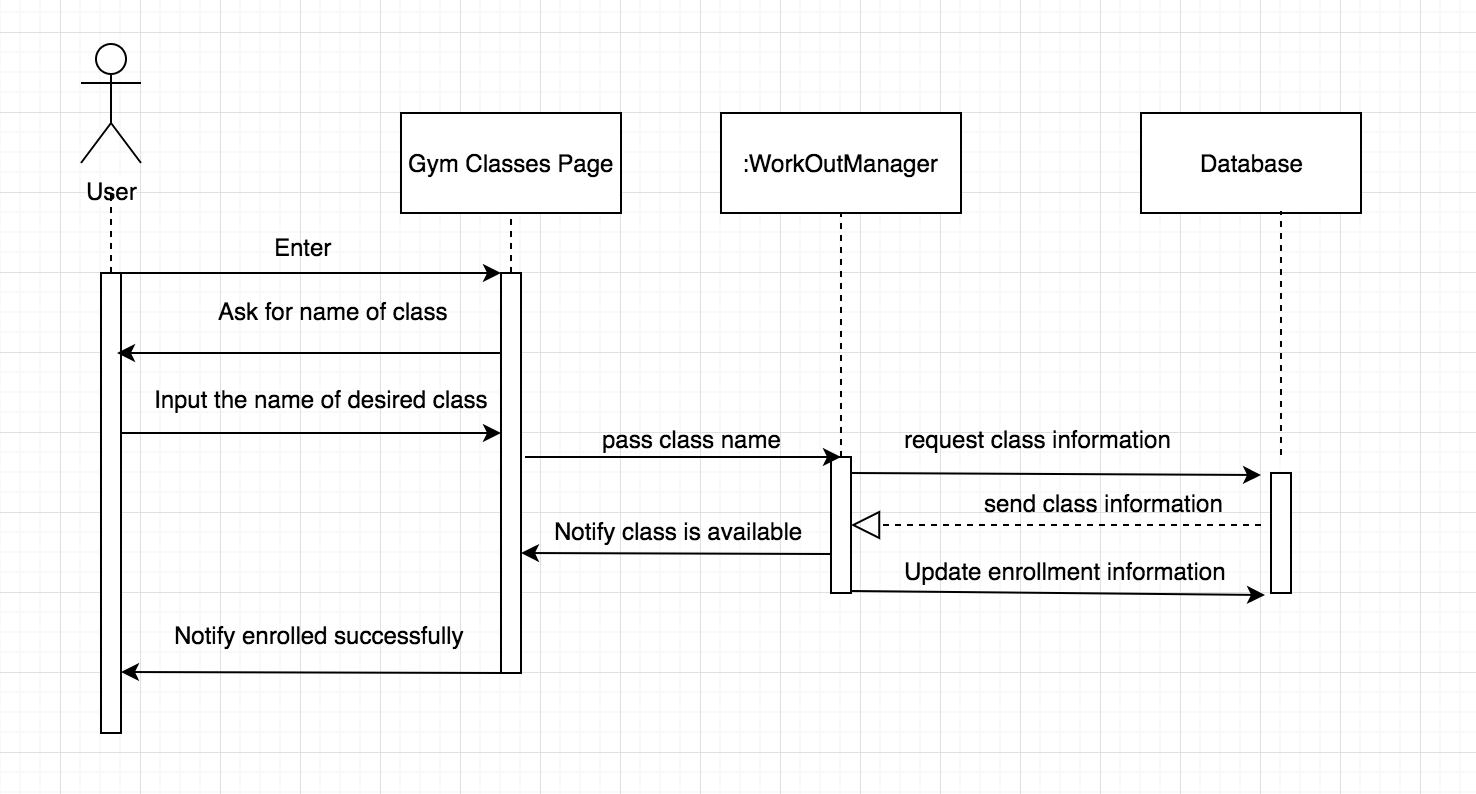 User
Gym Classes Page
:WorkOutManager
Database
Enter
Ask for name of class
Input the name of desired class
pass class name
request class information
send class information
Notify class is available
Update enrollment information
Notify enrolled successfully